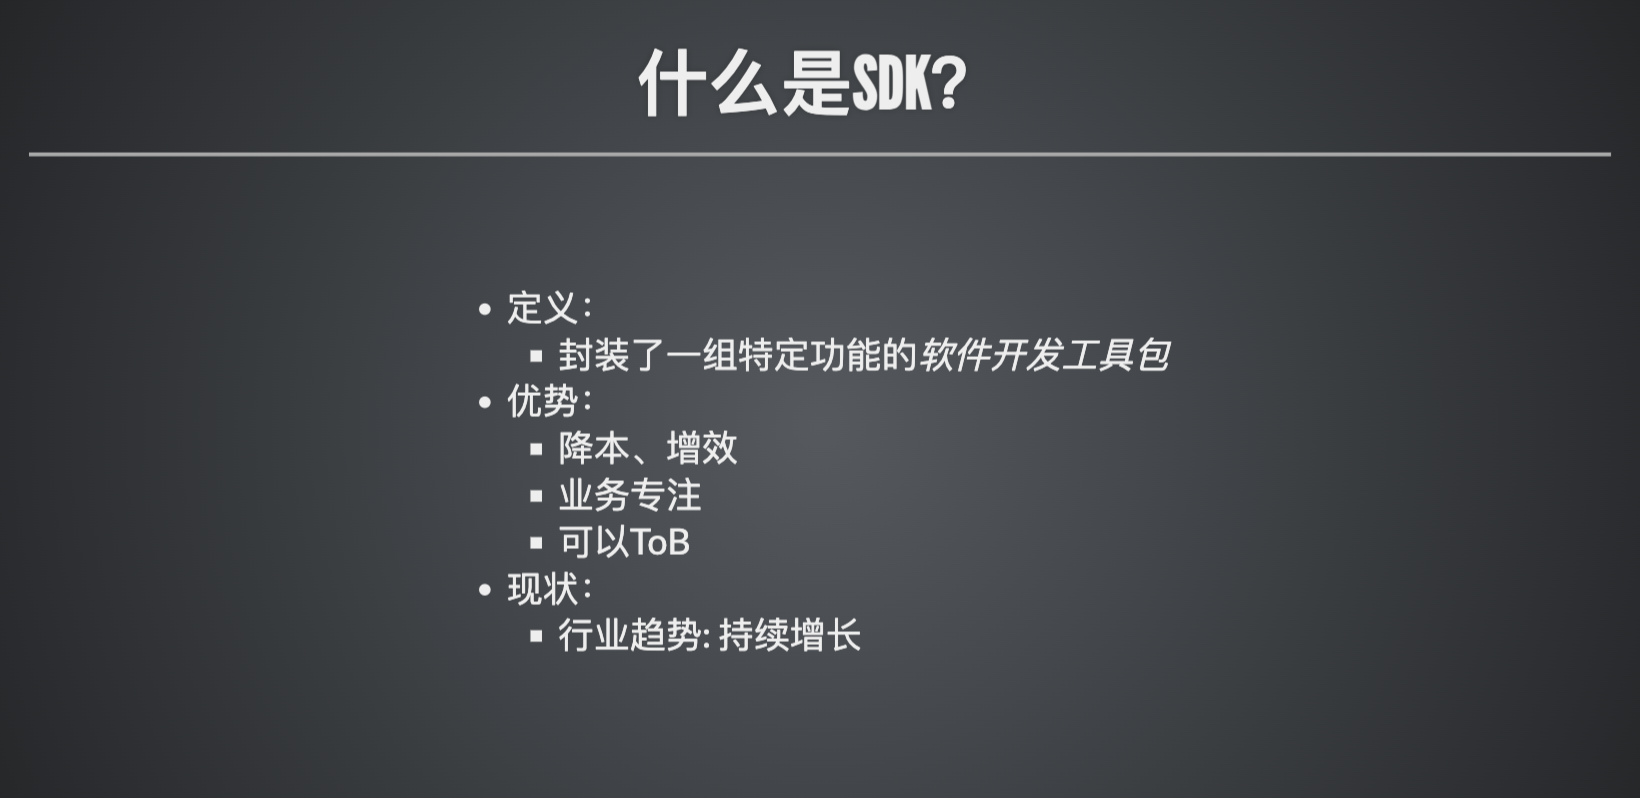 什么是SDK?
• 定义：
▪ 封装了一组特定功能的软件开发工具包
• 优势：
▪ 降本、增效
▪ 业务专注
▪ 可以ToB
• 现状：
▪ 行业趋势: 持续增长